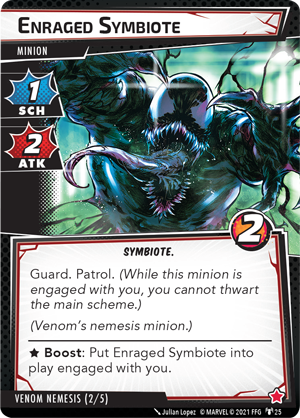 ENRAGED SYMBIOTE
MINION
1
SCH
2
ATK
2
SYMBIOTE.
Guard. Patrol. (While this minion is
engaged with you, you cannot thwart
the main scheme.)
(Venom's nemesis minion.)
★ Boost: Put Enraged Symbiote into
play engaged with you.
VENOM NEMESIS (2/5)
Julian Lopez © MARVEL © 2021 FFG 25